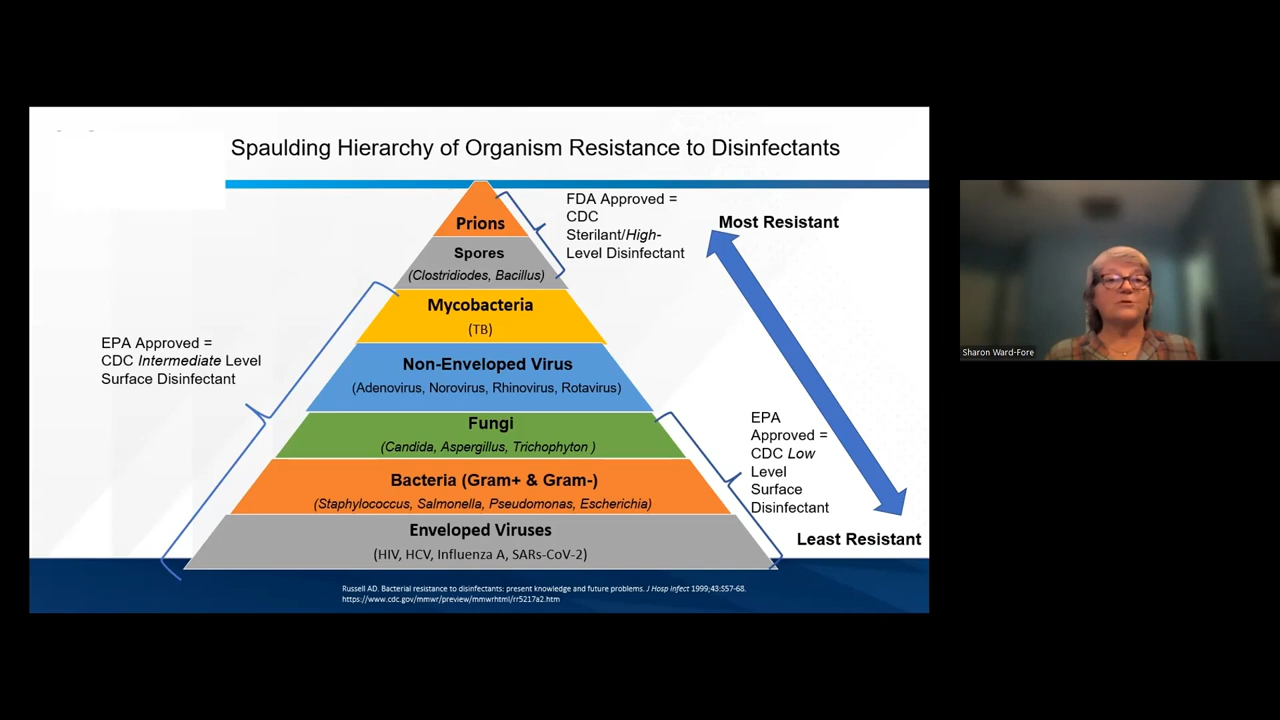 Spaulding Hierarchy of Organism Resistance to Disinfectants
FDA Approved =
CDC
Sterilant/High-
Level Disinfectant
Most Resistant
Prions
Spores
(Clostridiodes, Bacillus)
Mycobacteria
(TB)
EPA Approved =
CDC Intermediate Level
Surface Disinfectant
Non-Enveloped Virus
(Adenovirus, Norovirus, Rhinovirus, Rotavirus)
Fungi
(Candida, Aspergillus, Trichophyton )
EPA
Approved =
CDC Low
Level
Surface
Disinfectant
Bacteria (Gram+ & Gram-)
(Staphylococcus, Salmonella, Pseudomonas, Escherichia)
Enveloped Viruses
(HIV, HCV, Influenza A, SARs-CoV-2)
Least Resistant
Russell AD. Bacterial resistance to disinfectants: present knowledge and future problems. J Hosp Infect 1999;43:S57-68.
https://www.cdc.gov/mmwr/preview/mmwrhtml/rr5217a2.htm
Sharon Ward-Fore